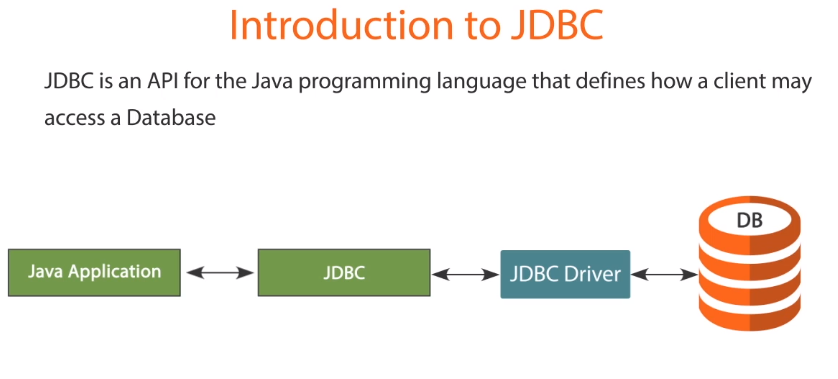 Introduction to JDBC
JDBC is an API for the Java programming language that defines how a client may
access a Database
Java Application
JDBC
JDBC Driver
DB